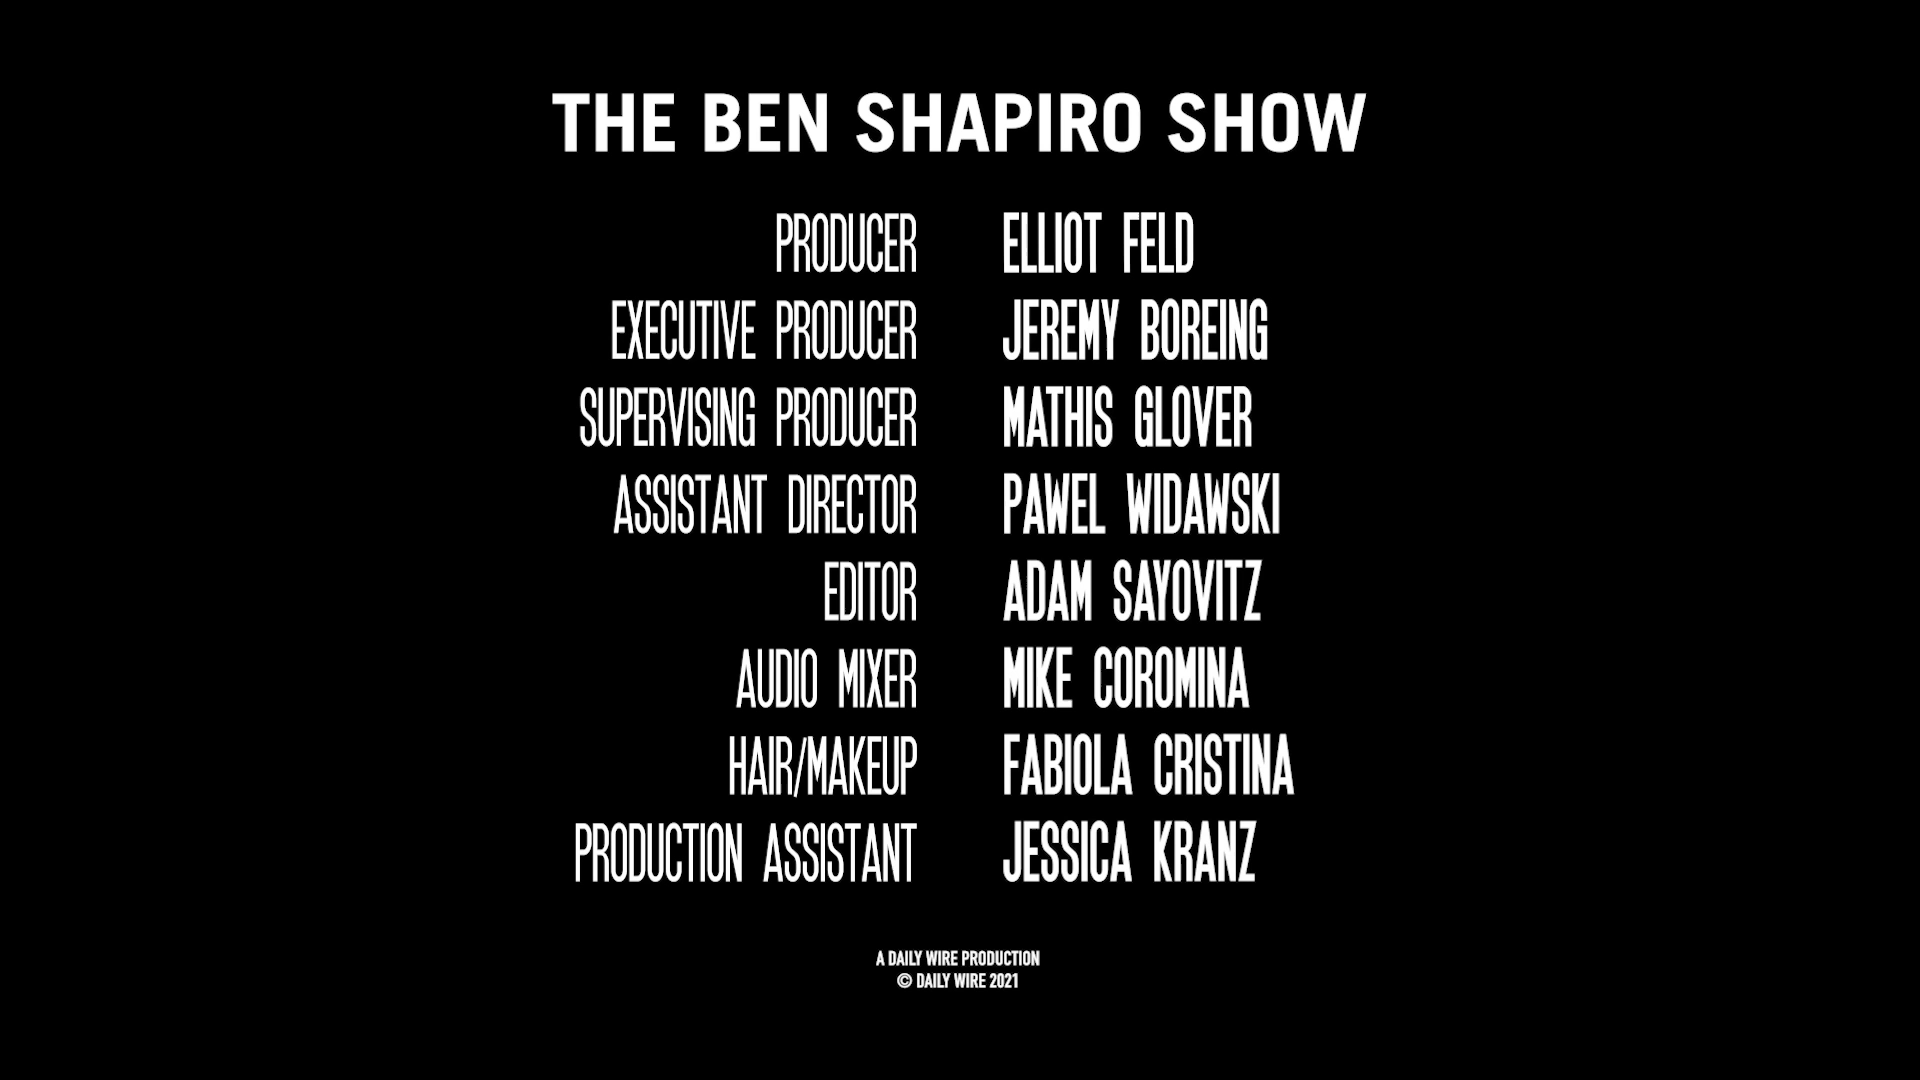 THE BEN SHAPIRO SHOW
PRODUCER ELLIOT FELD
EXECUTIVE PRODUCER JEREMY BOREING
SUPERVISING PRODUCER MATHIS GLOVER
ASSISTANT DIRECTOR PAWEL WIDAWSKI
EDITOR ADAM SAYOVITZ
AUDIO MIXER MIKE COROMINA
HAIR/MAKEUP FABIOLA CRISTINA
PRODUCTION ASSISTANT JESSICA KRANZ
A DAILY WIRE PRODUCTION
© DAILY WIRE 2021